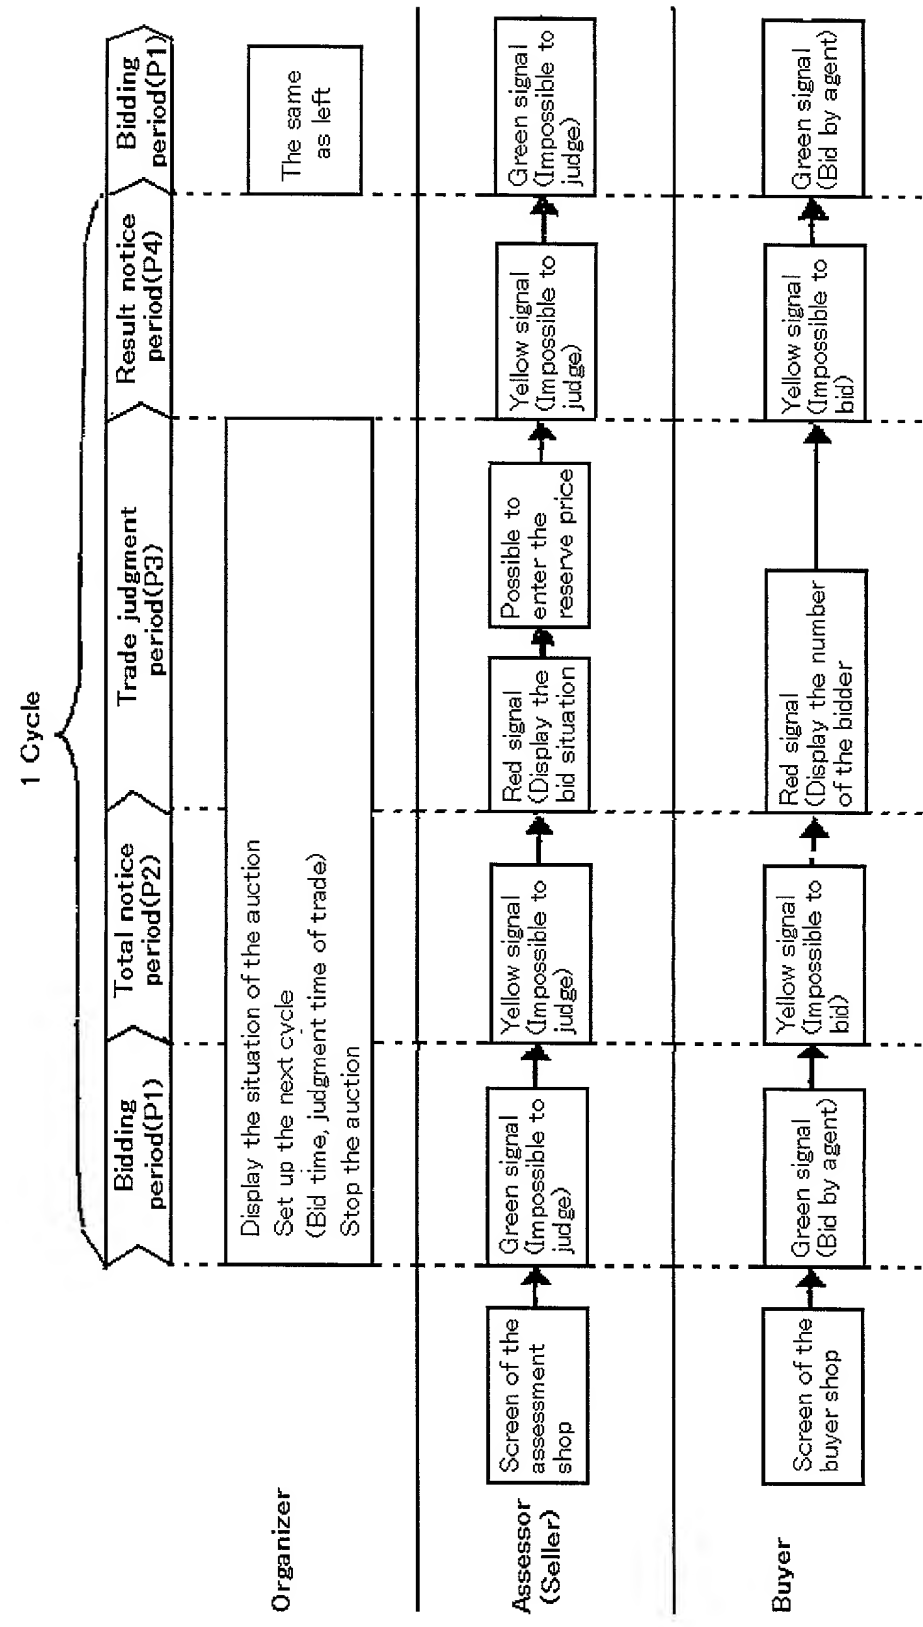 1 Cycle
Bidding
period(P1)
Total notice
period(P2)
Trade judgment
period(P3)
Result notice
period(P4)
Bidding
period(P1)
Organizer
Display the situation of the auction
Set up the next cycle
(Bid time, judgment time of trade)
Stop the auction
The same
as left
Assessor
(Seller)
Screen of the
assessment
shop
Green signal
(Impossible to
judge)
Yellow signal
(Impossible to
judge)
Red signal
(Display the
bid situation
Possible to
enter the
reserve price
Yellow signal
(Impossible to
judge)
Green signal
(Impossible to
judge)
Buyer
Screen of the
buyer shop
Green signal
(Bid by agent)
Yellow signal
(Impossible to
bid)
Red signal
(Display the number
of the bidder
Yellow signal
(Impossible to
bid)
Green signal
(Bid by agent)